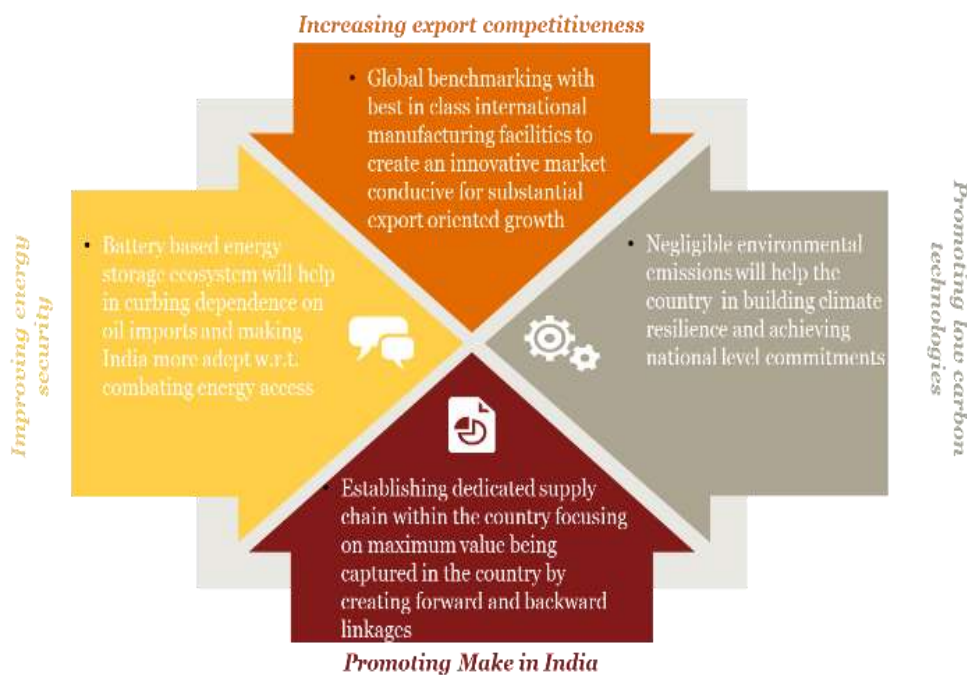 Increasing export competitiveness
• Global benchmarking with
best in class international
manufacturing facilities to
create an innovative market
conducive for substantial
export oriented growth
Improving energy
security
• Battery based energy
storage ecosystem will help
in curbing dependence on
oil imports and making
India more adept w.r.t.
combating energy access
• Negligible environmental
emissions will help the
country in building climate
resilience and achieving
national level commitments
Promoting low carbon
technologies
• Establishing dedicated supply
chain within the country focusing
on maximum value being
captured in the country by
creating forward and backward
linkages
Promoting Make in India